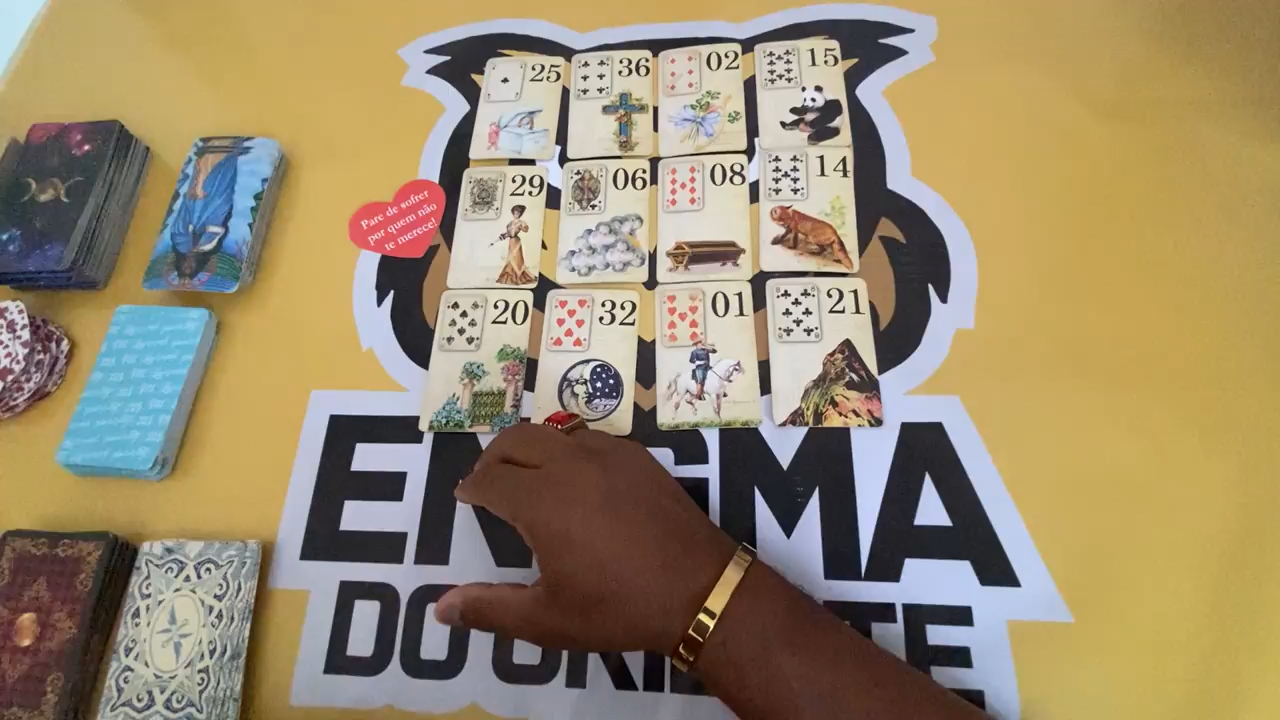 25 36 02 15
29 06 08 14
Pare de sofrer
por quem não
te merece!
20 32 01 21
ENIGMA
DO